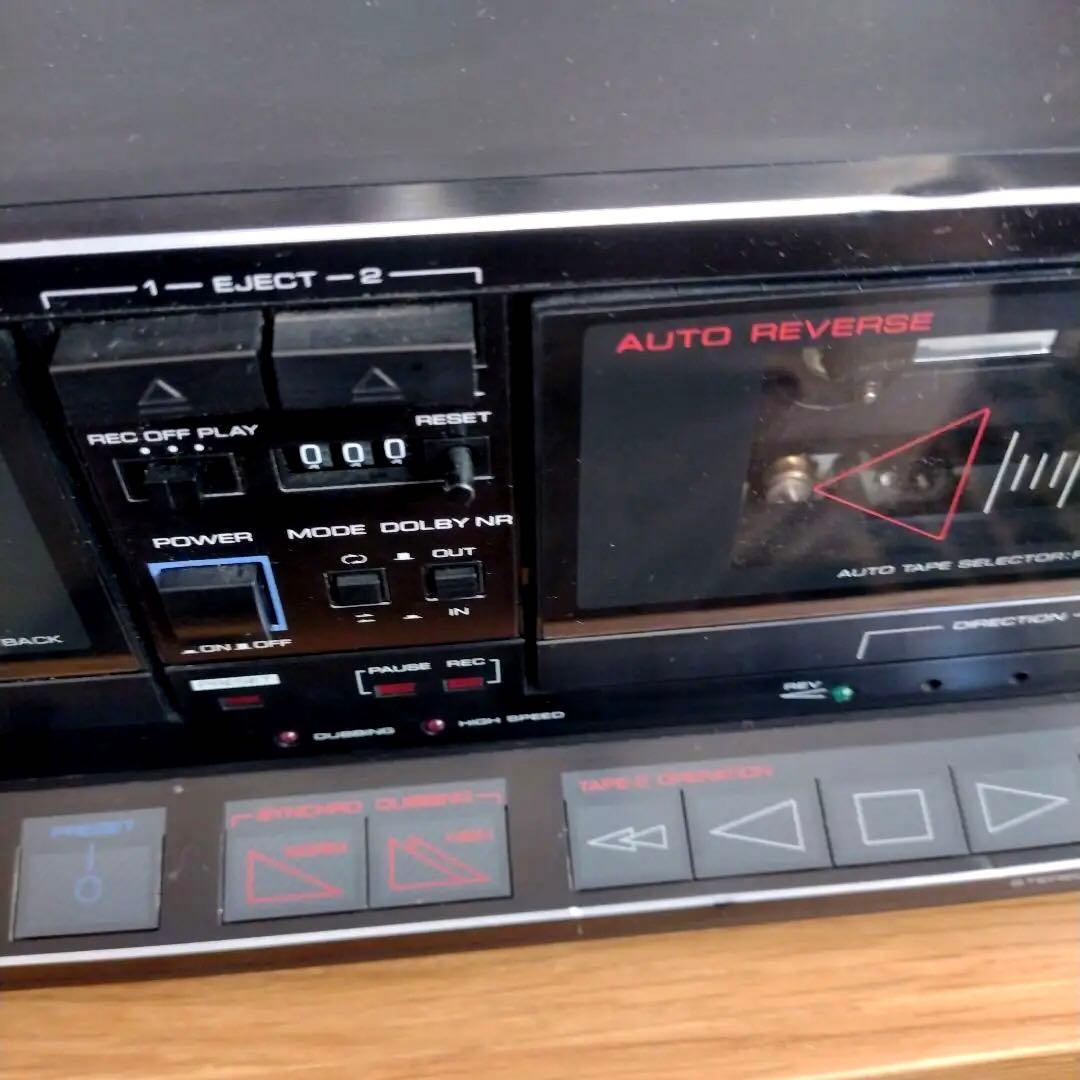 1 — EJECT — 2
AUTO REVERSE
REC OFF PLAY
RESET
000
POWER
MODE
DOLBY NR
OUT
IN
ON OFF
AUTO TAPE SELECTOR:
BACK
DIRECTION
PAUSE REC
REV
DUBBING
HIGH SPEED
TAPE-2 OPERATION
SYNCHRO DUBBING
PRESET
HIGH